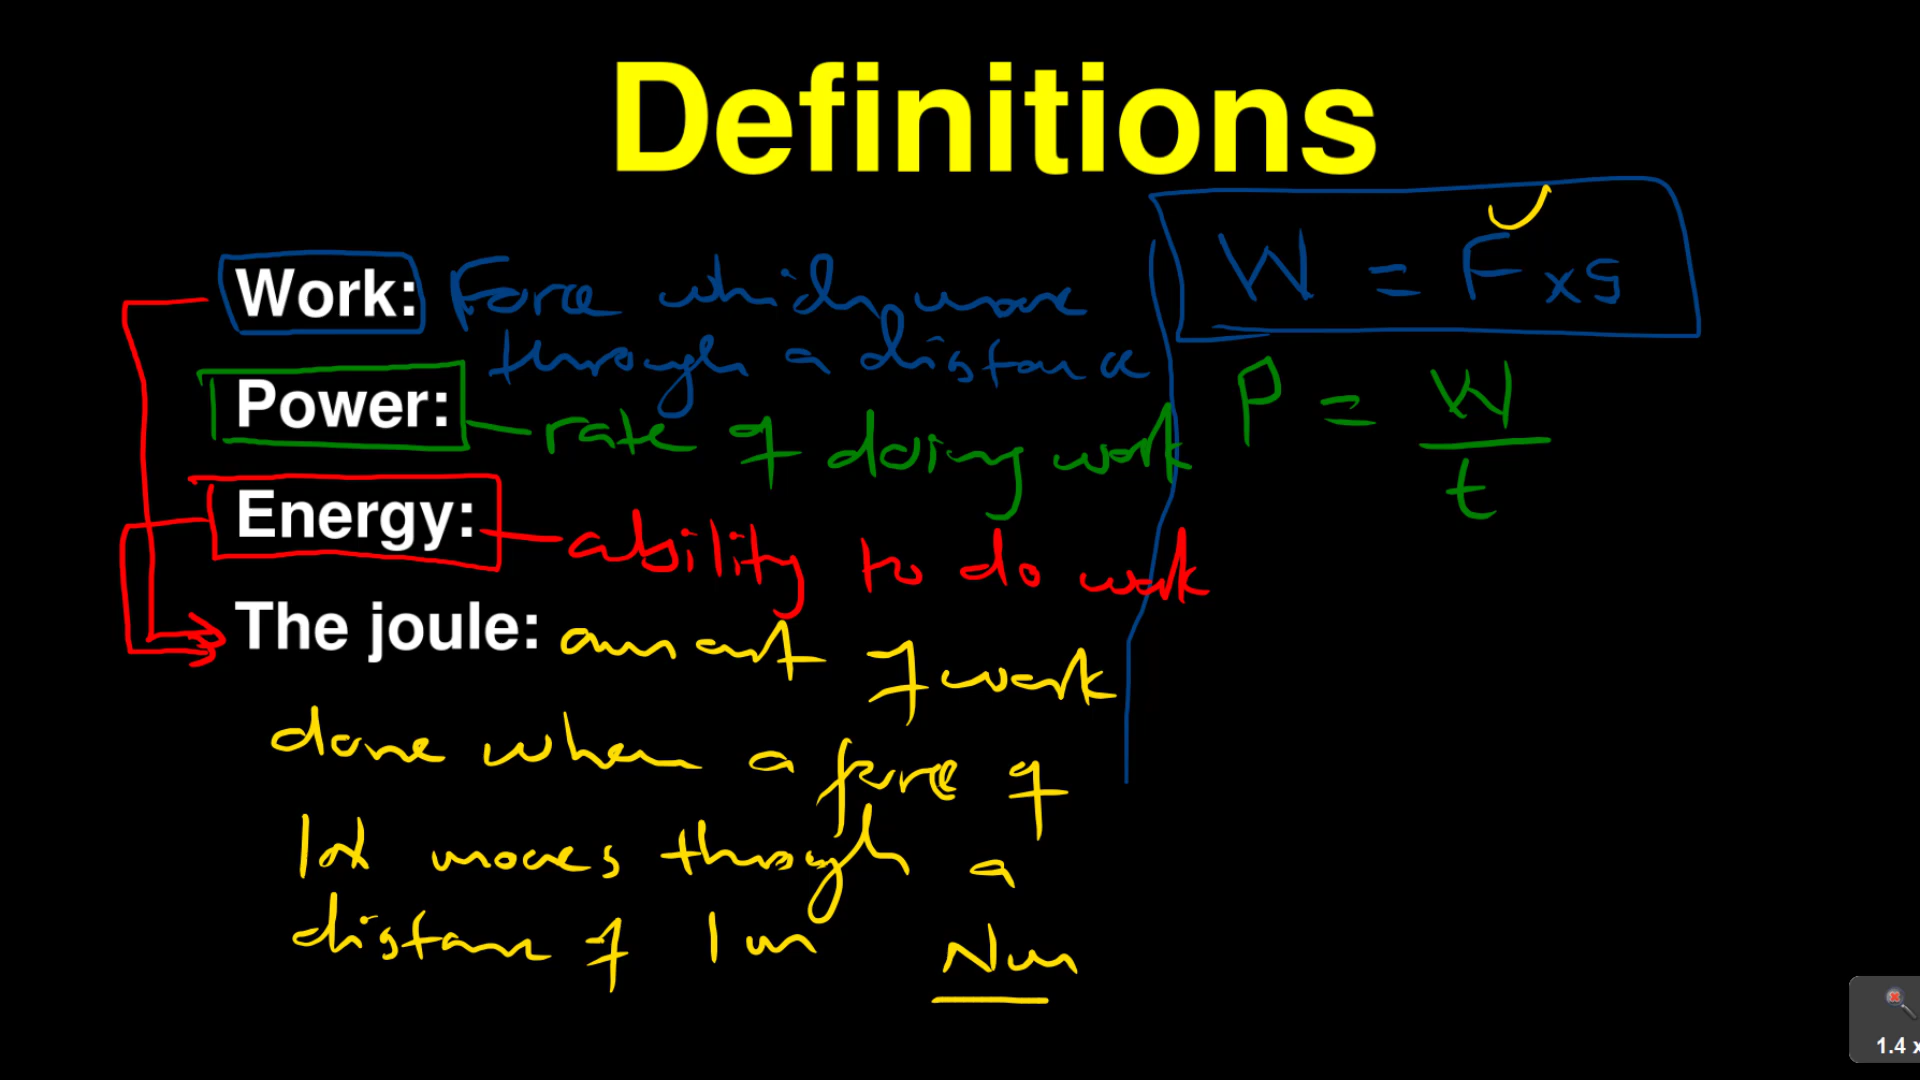 Definitions
Work: Force which move
through a distance
W = F x s
Power: rate of doing work
P = W
t
Energy: ability to do work
The joule: amount of work
done when a force of
1N moves through a
distance of 1m Nm
1.4 x